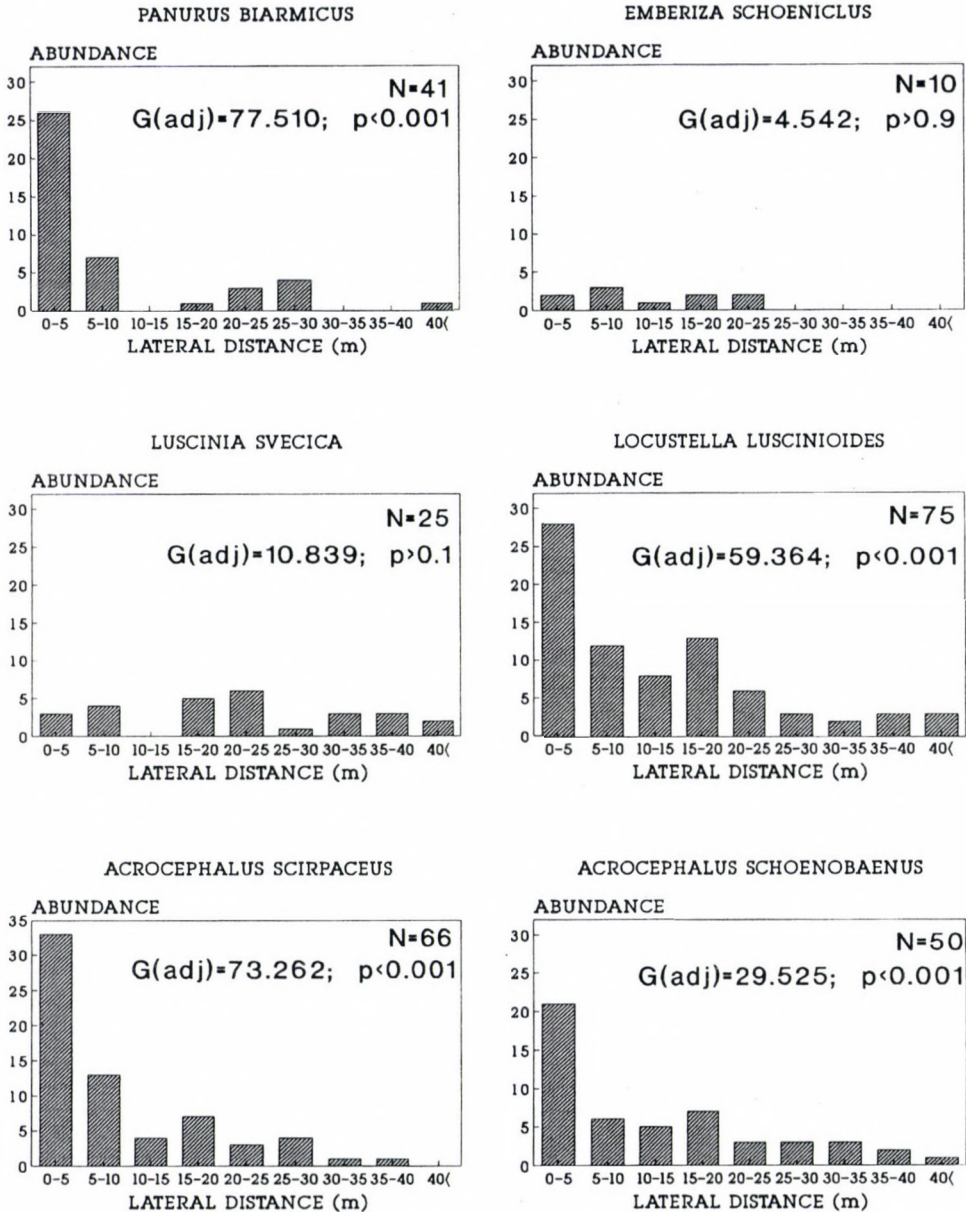 PANURUS BIARMICUS
ABUNDANCE
N=41
G(adj)=77.510; p<0.001
30
25
20
15
10
5
0
0-5 5-10 10-15 15-20 20-25 25-30 30-35 35-40 40(
LATERAL DISTANCE (m)
EMBERIZA SCHOENICLUS
ABUNDANCE
N=10
G(adj)=4.542; p>0.9
30
25
20
15
10
5
0
0-5 5-10 10-15 15-20 20-25 25-30 30-35 35-40 40(
LATERAL DISTANCE (m)
LUSCINIA SVECICA
ABUNDANCE
N=25
G(adj)=10.839; p>0.1
30
25
20
15
10
5
0
0-5 5-10 10-15 15-20 20-25 25-30 30-35 35-40 40(
LATERAL DISTANCE (m)
LOCUSTELLA LUSCINIOIDES
ABUNDANCE
N=75
G(adj)=59.364; p<0.001
30
25
20
15
10
5
0
0-5 5-10 10-15 15-20 20-25 25-30 30-35 35-40 40(
LATERAL DISTANCE (m)
ACROCEPHALUS SCIRPACEUS
ABUNDANCE
N=66
G(adj)=73.262; p<0.001
35
30
25
20
15
10
5
0
0-5 5-10 10-15 15-20 20-25 25-30 30-35 35-40 40(
LATERAL DISTANCE (m)
ACROCEPHALUS SCHOENOBAENUS
ABUNDANCE
N=50
G(adj)=29.525; p<0.001
30
25
20
15
10
5
0
0-5 5-10 10-15 15-20 20-25 25-30 30-35 35-40 40(
LATERAL DISTANCE (m)